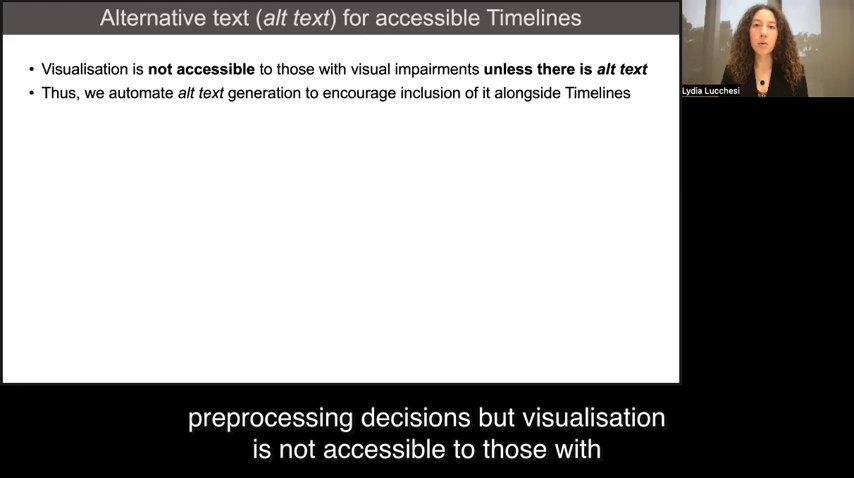 Alternative text (alt text) for accessible Timelines
• Visualisation is not accessible to those with visual impairments unless there is alt text
• Thus, we automate alt text generation to encourage inclusion of it alongside Timelines
Lydia Lucchesi
preprocessing decisions but visualisation
is not accessible to those with